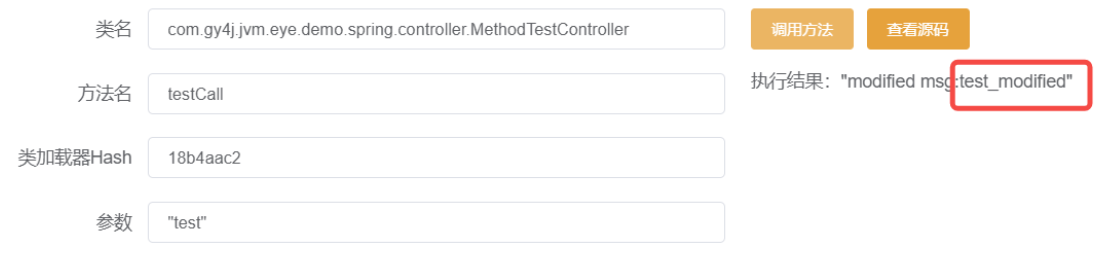 类名 com.gy4j.jvm.eye.demo.spring.controller.MethodTestController 调用方法 查看源码
方法名 testCall 执行结果："modified msg:test_modified"
类加载器Hash 18b4aac2
参数 "test"